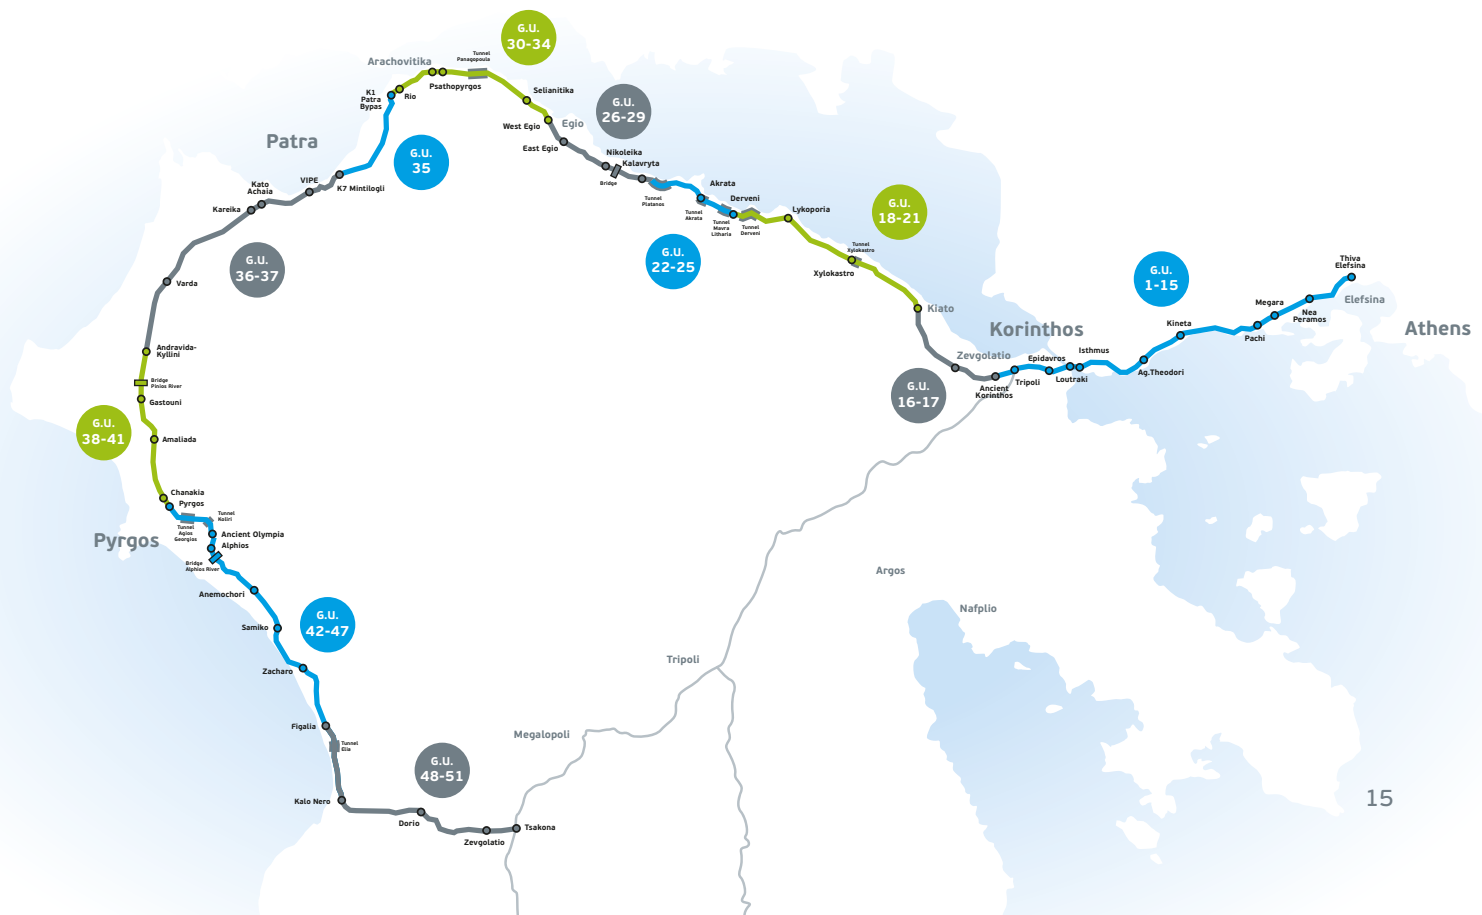 G.U.
30-34
Tunnel
Panagopoula
Arachovitika
Psathopyrgos
K1
Patra
Bypas
Rio
Selianitika
G.U.
26-29
West Egio
Egio
East Egio
Patra
G.U.
35
Nikoleika
Kalavryta
Bridge
VIPE
K7 Mintilogli
Kato
Achaia
Kareika
Tunnel
Platanos
Akrata
Tunnel
Akrata
Derveni
Tunnel
Mavra
Litharia
Tunnel
Derveni
Lykoporia
G.U.
18-21
G.U.
22-25
Tunnel
Xylokastro
Xylokastro
G.U.
36-37
Varda
G.U.
1-15
Thiva
Elefsina
Elefsina
Megara
Nea
Peramos
Athens
Kiato
Korinthos
Kineta
Pachi
Andravida-
Kyllini
Zevgolatio
Epidavros
Isthmus
Ag.Theodori
Loutraki
Tripoli
Ancient
Korinthos
G.U.
16-17
Bridge
Pinios River
Gastouni
G.U.
38-41
Amaliada
Chanakia
Pyrgos
Tunnel
Koliri
Tunnel
Agios
Georgios
Pyrgos
Ancient Olympia
Alphios
Bridge
Alphios River
Anemochori
Argos
Nafplio
G.U.
42-47
Samiko
Zacharo
Tripoli
Figalia
Megalopoli
Tunnel
Elia
G.U.
48-51
Kalo Nero
Dorio
Zevgolatio
Tsakona
15